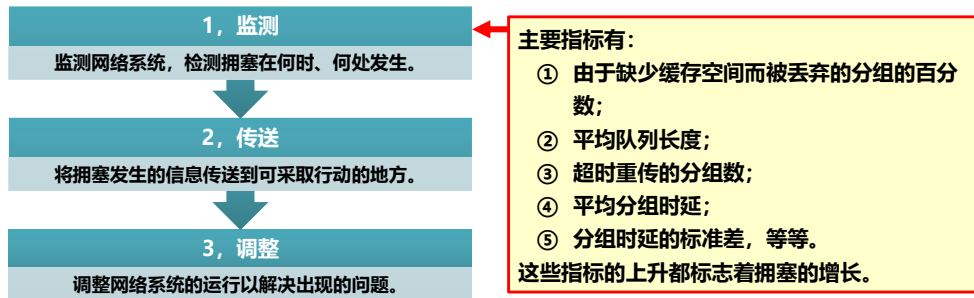 1，监测
监测网络系统，检测拥塞在何时、何处发生。
2，传送
将拥塞发生的信息传送到可采取行动的地方。
3，调整
调整网络系统的运行以解决出现的问题。
主要指标有：
① 由于缺少缓存空间而被丢弃的分组的百分
数；
② 平均队列长度；
③ 超时重传的分组数；
④ 平均分组时延；
⑤ 分组时延的标准差，等等。
这些指标的上升都标志着拥塞的增长。